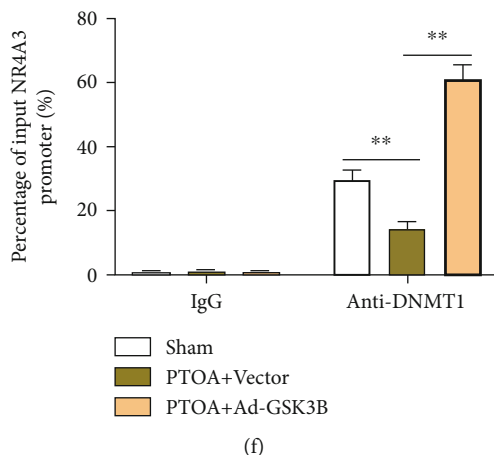 Percentage of input NR4A3
promoter (%)
80
60
40
20
0
**
**
IgG
Anti-DNMT1
Sham
PTOA+Vector
PTOA+Ad-GSK3B
(f)